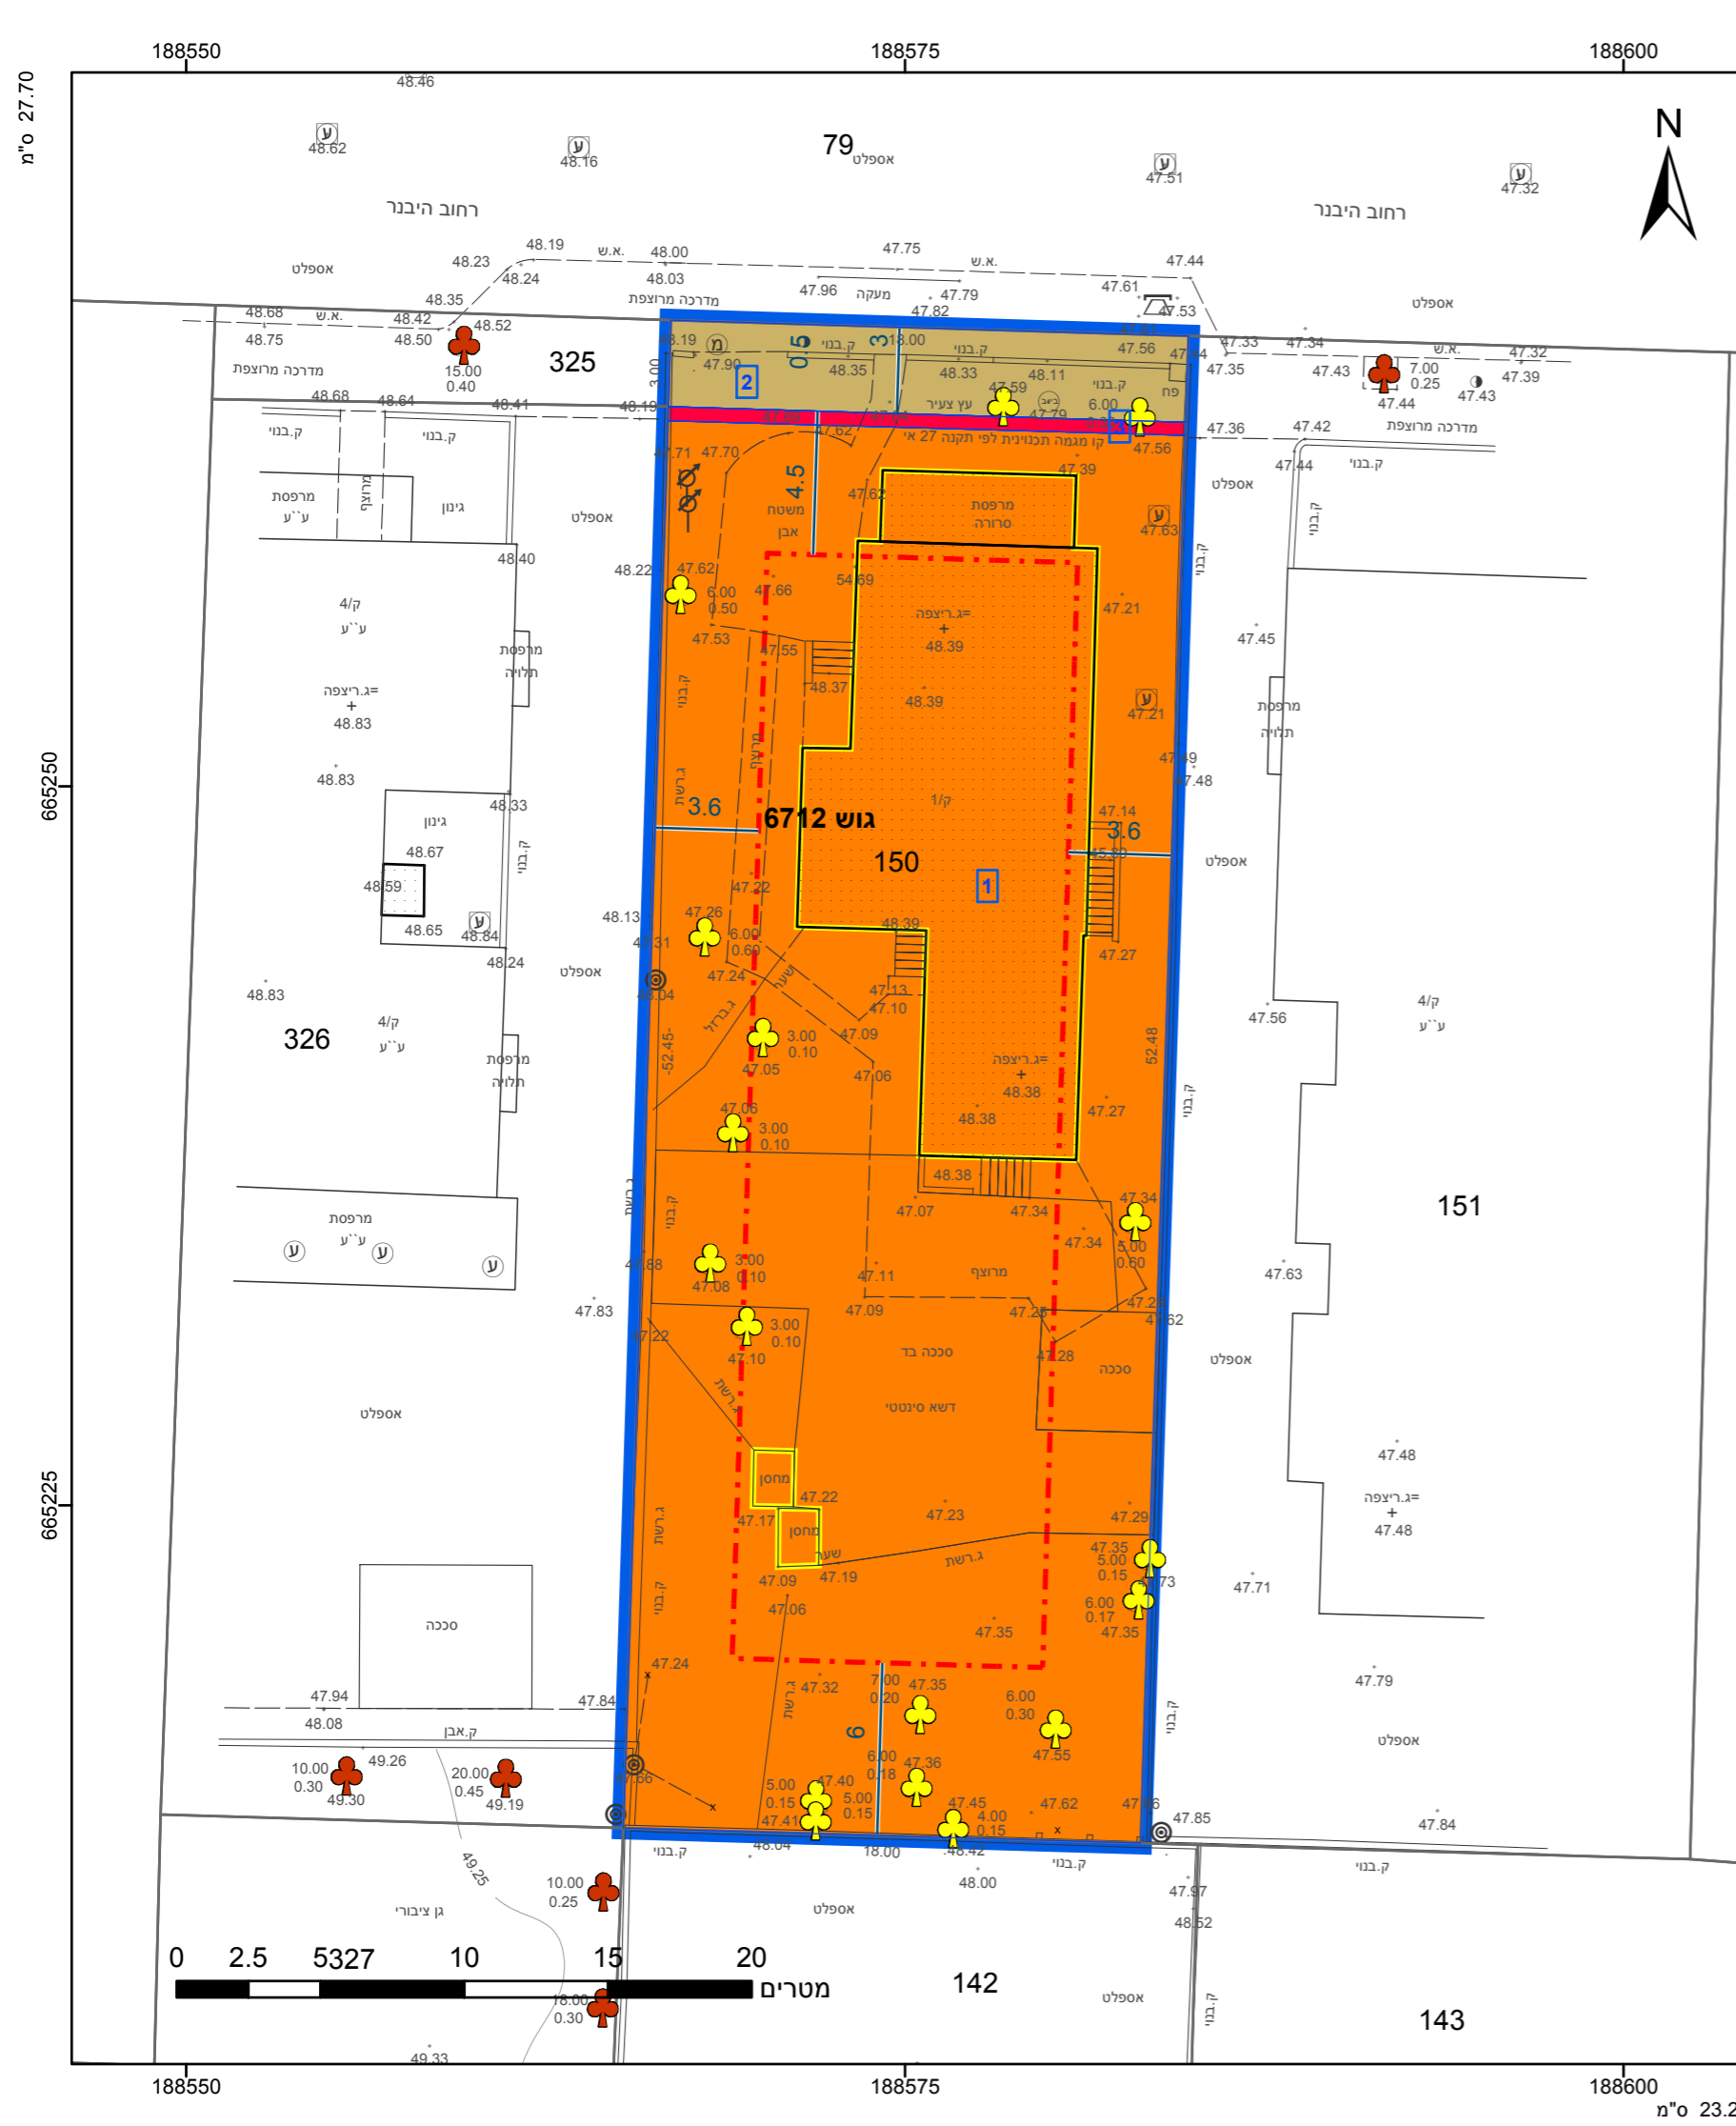 188550 188575 188600
27.70 ס"מ
N
48.46
48.62 ע
48.16 ע
79
אספלט
47.51 ע
47.32 ע
רחוב היבנר
רחוב היבנר
48.19 א.ש. 48.00 47.75 א.ש. 47.44
48.23 48.24 48.03 47.96 מעקה 47.79 47.82 47.61 47.53
אספלט
מדרכה מרוצפת
אספלט
48.35
48.68 א.ש. 48.42 48.52
48.75 48.50
15.00
0.40
325
מדרכה מרוצפת
48.19 מ 47.90 0.5 ק.בנוי 3 18.00 ק.בנוי 47.56 47.44 47.33 47.34 א.ש. 47.32
3.00 2 48.35 48.33 48.11 47.59 ק.בנוי פח 47.35 47.43 7.00 0.25 47.44 47.43 47.39
48.68 48.64 48.41 48.19
עץ צעיר 47.79 6.00
47.62 קו מגמה תכנונית לפי תקנה 27 אי 47.56 47.36 47.42 מדרכה מרוצפת
ק.בנוי ק.בנוי
47.71 47.70 47.39 47.44 ק.בנוי
4.5 47.62
מרפסת ע``ע מרוצף גינון אספלט
משטח אבן
מרפסת סרורה
47.63 ע
אספלט
ק.בנוי
48.40 48.22 47.62 54.69
6.00
0.50
47.66 47.21
ק/4
ע``ע
47.53 47.55
ג.ריצפה=
48.39
47.45
מרפסת תלויה
48.37 48.39
ג.ריצפה=
48.83
ק.בנוי
47.21 ע
מרפסת תלויה
665250
48.83 48.33
ג.רשת
מרוצף
47.48
3.6
גוש 6712
ק/1
47.14
3.6
150
1
גינון
48.67
48.59
48.65 48.84 ע
48.24
ק.בנוי
אספלט
47.22
48.13 47.26
6.00
0.60
47.31
47.24
48.39
47.27
48.83
אספלט
שער
ג.ברזל
47.13
47.10
47.09
47.56
ק/4
ע``ע
ק/4
ע``ע
326
-52.45-
3.00
0.10
47.05
47.06
ג.ריצפה=
48.38
48.38
52.48
47.27
ק.בנוי
מרפסת תלויה
47.06
3.00
0.10
48.38
47.07 47.34
47.34
47.34
5.00
0.60
151
ג.רשת
ק.בנוי
מרפסת
ע``ע
ע ע ע
47.88
3.00
0.10
47.08
47.11
מרוצף
47.63
47.83 47.22
3.00
0.10
47.10
47.09
47.28
סככה בד
סככה
אספלט
אספלט
ג.רשת
דשא סינטטי
47.48
665225
מחסן
47.22
47.17
מחסן
47.23 47.29
ג.ריצפה=
47.48
ג.רשת
שער
47.09 47.19
ג.רשת
47.35
5.00
0.15
47.71
47.06
6.00
0.17
47.35
47.35
ק.בנוי
סככה
47.24
47.32
ג.רשת
7.00
0.20
47.35
6.00
0.30
47.55
47.79
47.94 47.84
48.08
ק.אבן
ק.בנוי
אספלט
6
49.26
10.00
0.30
49.30
20.00
0.45
49.19
47.66
6.00
0.18
47.36
5.00
0.15
47.40
5.00
0.15
47.41
47.45
4.00
0.15
47.62
47.85 47.84
ק.בנוי 48.04 18.00 48.42 ק.בנוי ק.בנוי
49.25
10.00
0.25
48.00
47.97
48.52
גן ציבורי
אספלט
0 2.5 5 327 10 15 20
מטרים
142
אספלט
ק.בנוי
143
18.00
0.30
49.33
188550 188575 188600